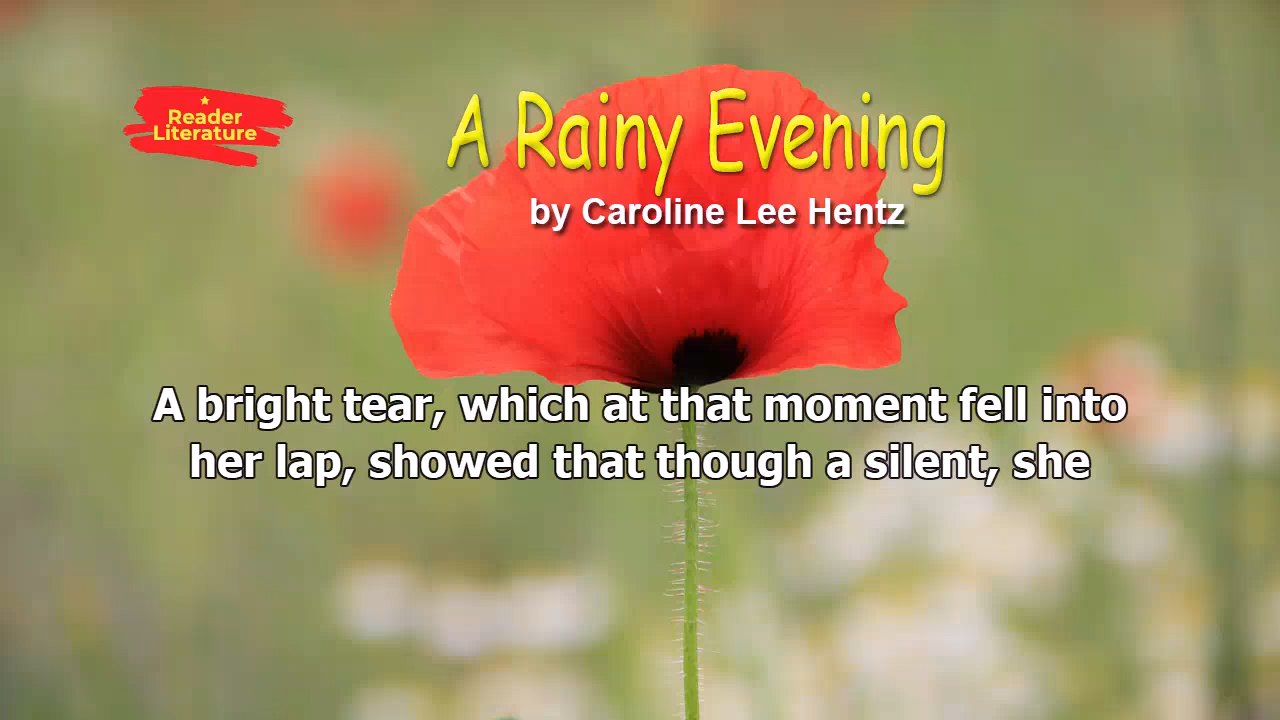 Reader
Literature
A Rainy Evening
by Caroline Lee Hentz
A bright tear, which at that moment fell into
her lap, showed that though a silent, she